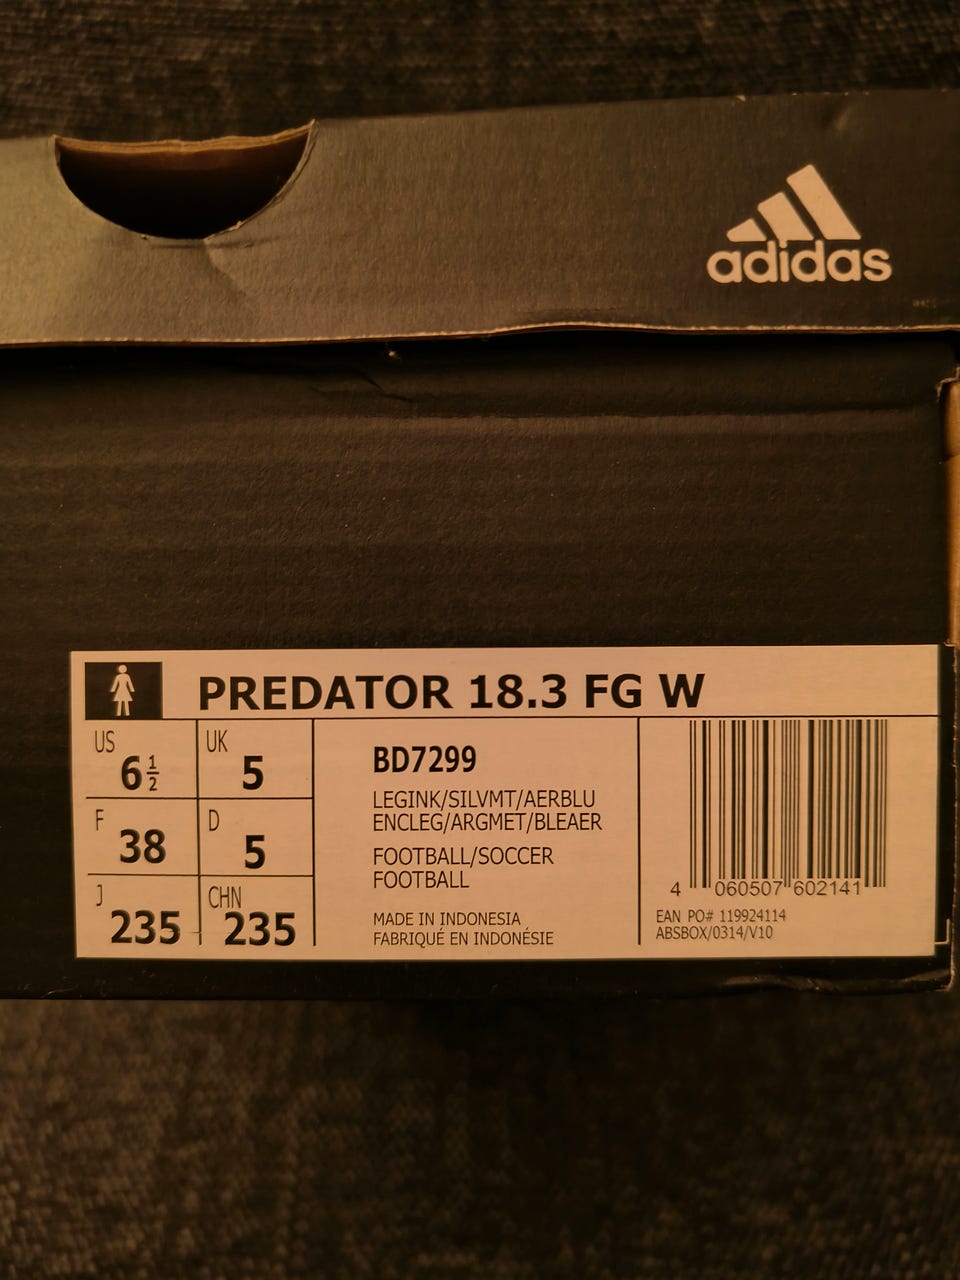 adidas
PREDATOR 18.3 FG W
US 6 1/2
UK 5
F 38
D 5
J 235
CHN 235
BD7299
LEGINK/SILVMT/AERBLU
ENCLEG/ARGMET/BLEAER
FOOTBALL/SOCCER
FOOTBALL
MADE IN INDONESIA
FABRIQUÉ EN INDONÉSIE
4 060507 602141
EAN PO# 119924114
ABSBOX/0314/V10